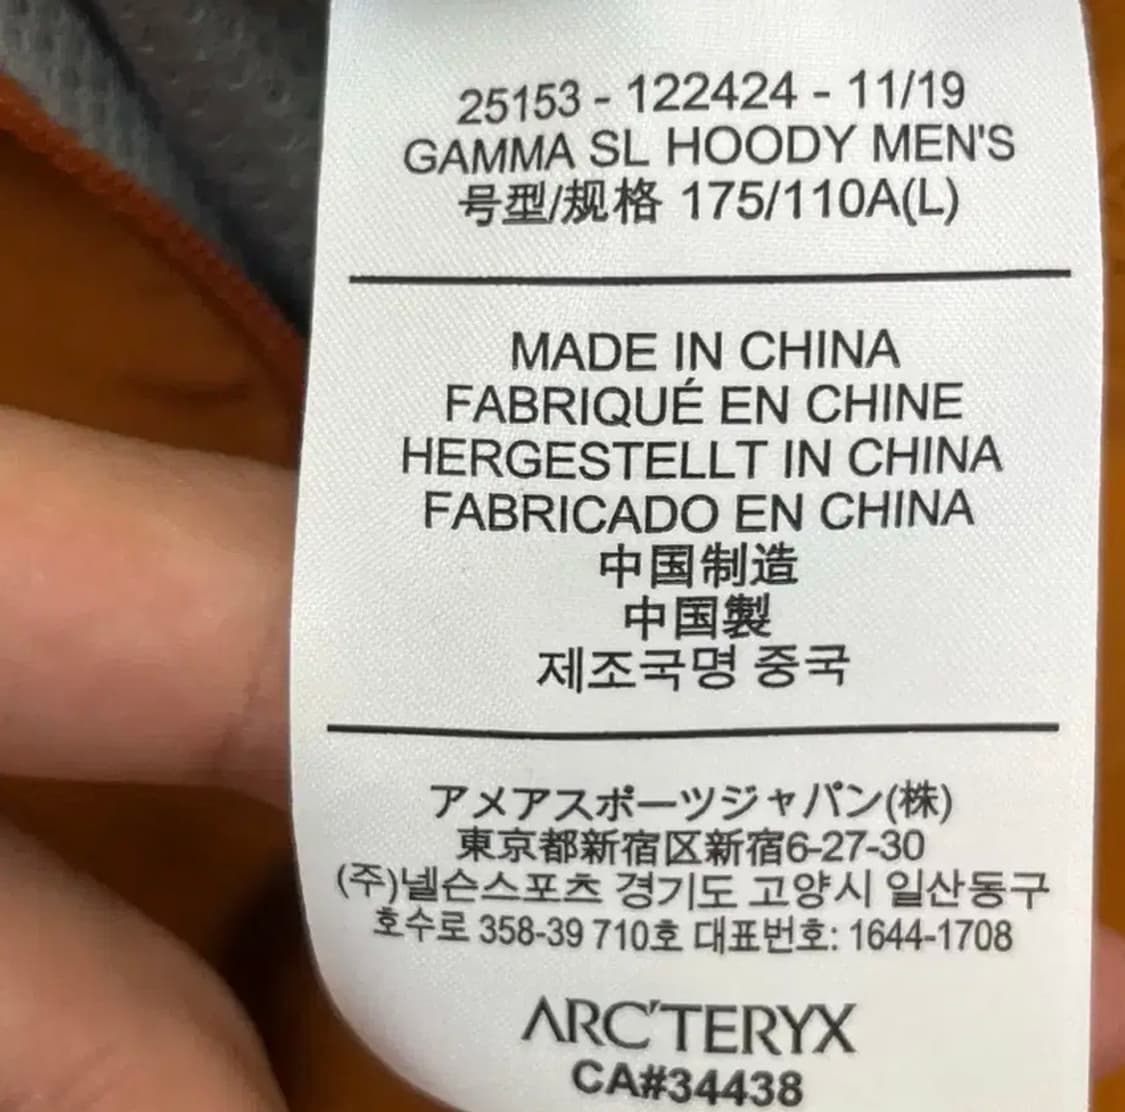 25153 - 122424 - 11/19
GAMMA SL HOODY MEN'S
号型/规格 175/110A(L)
MADE IN CHINA
FABRIQUÉ EN CHINE
HERGESTELLT IN CHINA
FABRICADO EN CHINA
中国制造
中国製
제조국명 중국
アメアスポーツジャパン(株)
東京都新宿区新宿6-27-30
(주)넬슨스포츠 경기도 고양시 일산동구
호수로 358-39 710호 대표번호: 1644-1708
ARC'TERYX
CA#34438